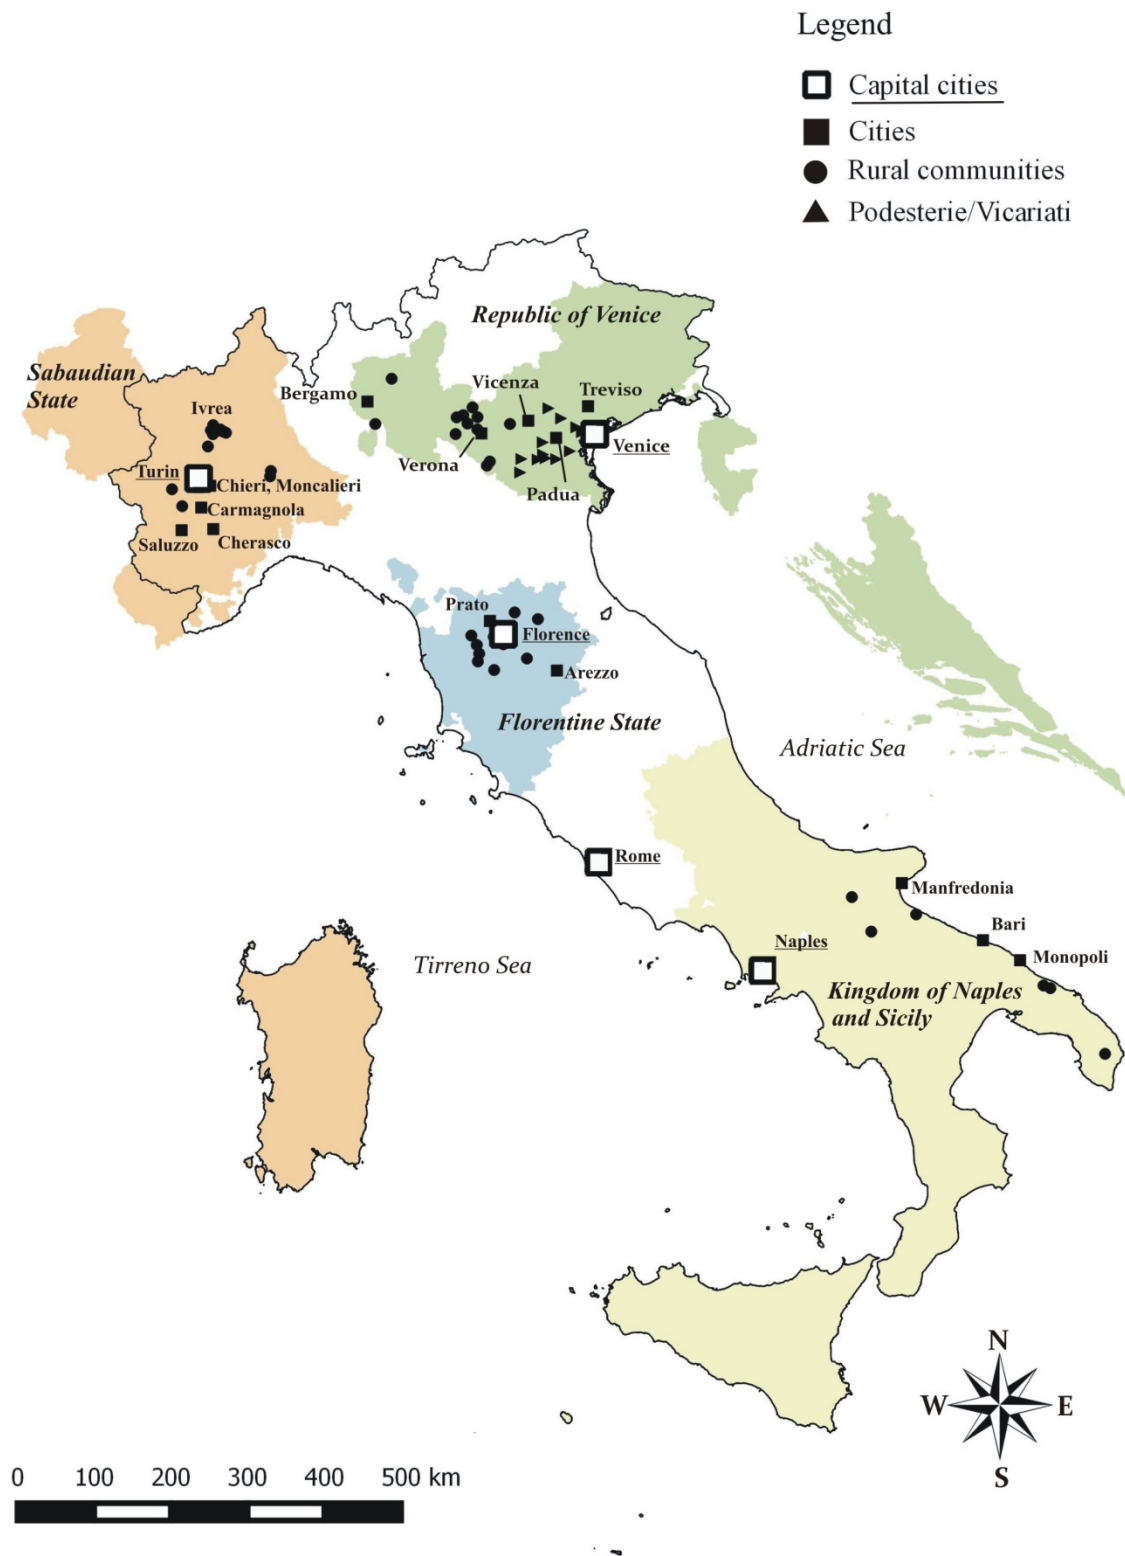 Legend
Capital cities
Cities
Rural communities
Podesterie/Vicariati
Republic of Venice
Sabaudian
State
Bergamo
Vicenza
Treviso
Ivrea
Venice
Verona
Turin
Chieri, Moncalieri
Padua
Carmagnola
Saluzzo
Cherasco
Prato
Florence
Arezzo
Florentine State
Adriatic Sea
Rome
Manfredonia
Bari
Naples
Monopoli
Tirreno Sea
Kingdom of Naples
and Sicily
N
W
E
S
0 100 200 300 400 500 km